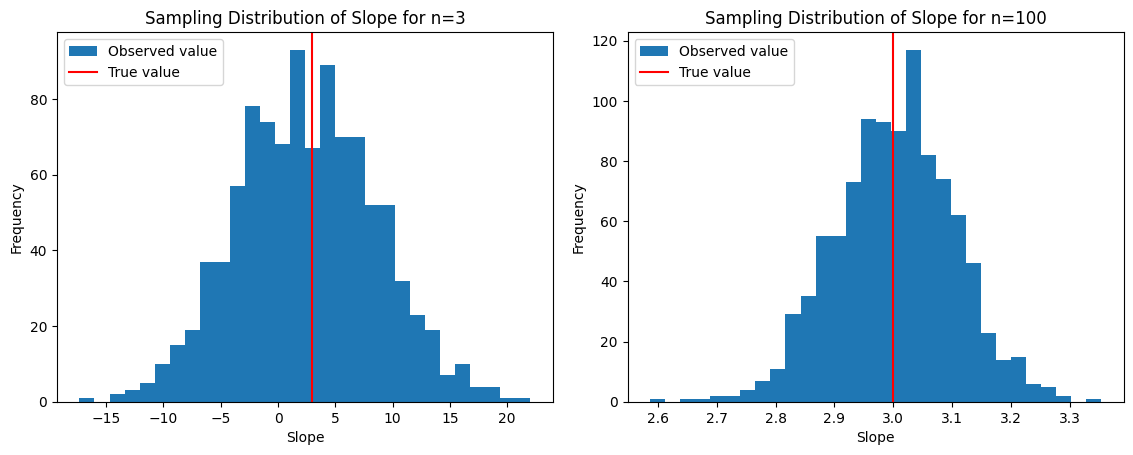 Sampling Distribution of Slope for n=3
Observed value
True value
Frequency
80
60
40
20
0
−15
−10
−5
0
5
10
15
20
Slope
Sampling Distribution of Slope for n=100
Observed value
True value
Frequency
120
100
80
60
40
20
0
2.6
2.7
2.8
2.9
3.0
3.1
3.2
3.3
Slope